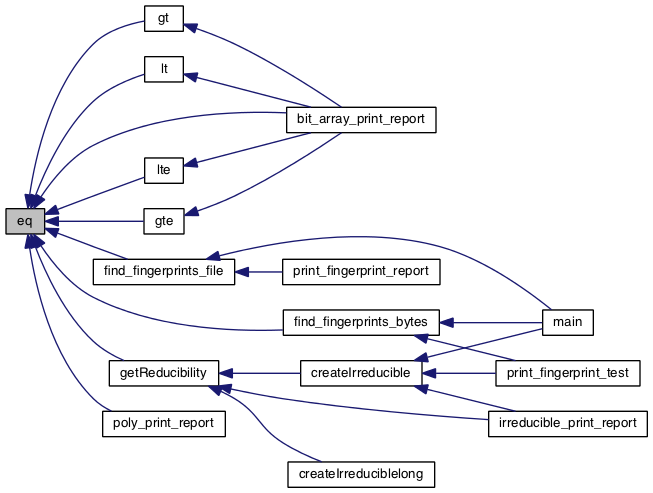 gt
lt
bit_array_print_report
lte
eq
gte
find_fingerprints_file
print_fingerprint_report
find_fingerprints_bytes
main
getReducibility
createIrreducible
print_fingerprint_test
poly_print_report
irreducible_print_report
createIrreduciblelong